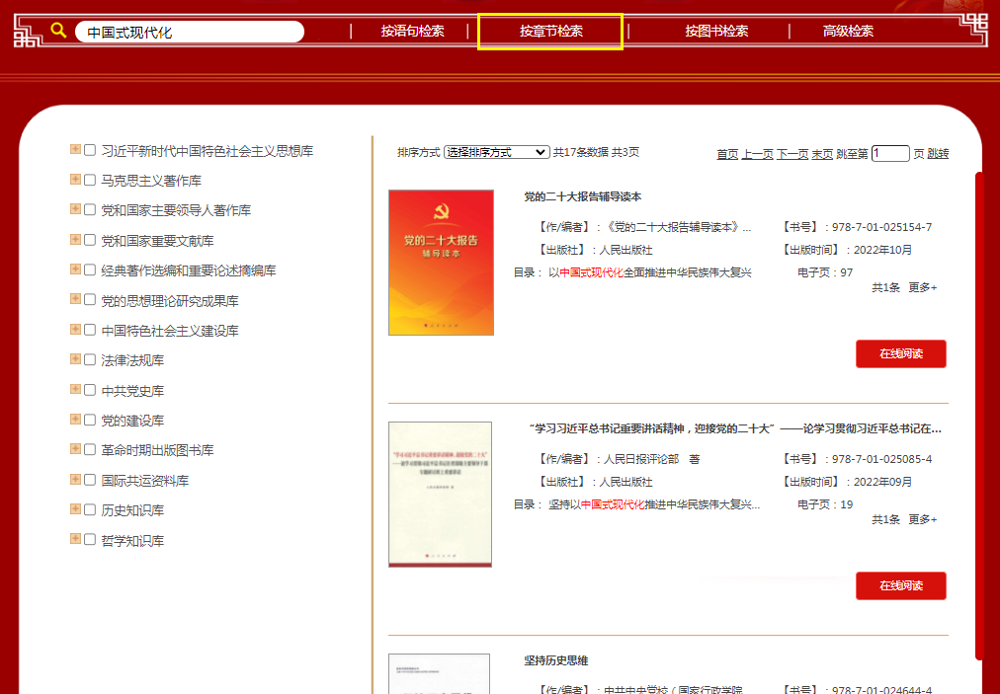 中国式现代化 | 按语句检索 | 按章节检索 | 按图书检索 | 高级检索
习近平新时代中国特色社会主义思想库
马克思主义著作库
党和国家主要领导人著作库
党和国家重要文献库
经典著作选编和重要论述摘编库
党的思想理论研究成果库
中国特色社会主义建设库
法律法规库
中共党史库
党的建设库
革命时期出版图书库
国际共运资料库
历史知识库
哲学知识库
排序方式 选择排序方式 共17条数据 共3页
首页 上一页 下一页 末页 跳至第 1 页 跳转
党的二十大报告
辅导读本
党的二十大报告辅导读本
【作/编者】：《党的二十大报告辅导读本》... 【书号】：978-7-01-025154-7
【出版社】：人民出版社 【出版时间】：2022年10月
目录： 以中国式现代化全面推进中华民族伟大复兴 电子页：97
共1条 更多+
在线阅读
“学习习近平总书记重要讲话精神，迎接党的二十大”——论学习贯彻习近平总书记在...
【作/编者】：人民日报评论部 著 【书号】：978-7-01-025085-4
【出版社】：人民出版社 【出版时间】：2022年09月
目录： 坚持以中国式现代化推进中华民族伟大复兴... 电子页：19
共1条 更多+
在线阅读
坚持历史思维
【作/编者】：中共中央党校（国家行政学院 【书号】：978-7-01-024644-4